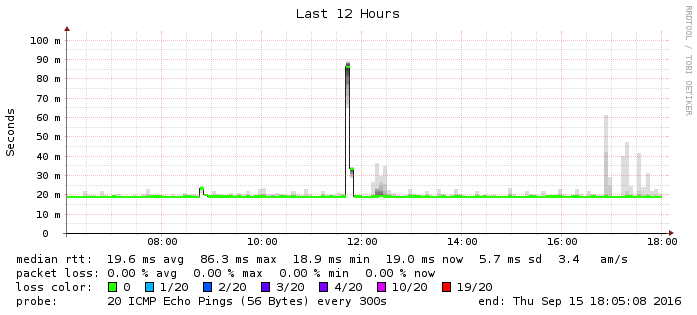 Last 12 Hours
RRDTOOL / TOBI OETIKER
Seconds
100 m
90 m
80 m
70 m
60 m
50 m
40 m
30 m
20 m
10 m
0
08:00 10:00 12:00 14:00 16:00 18:00
median rtt: 19.6 ms avg 86.3 ms max 18.9 ms min 19.0 ms now 5.7 ms sd 3.4 am/s
packet loss: 0.00 % avg 0.00 % max 0.00 % min 0.00 % now
loss color: 0 1/20 2/20 3/20 4/20 10/20 19/20
probe: 20 ICMP Echo Pings (56 Bytes) every 300s end: Thu Sep 15 18:05:08 2016